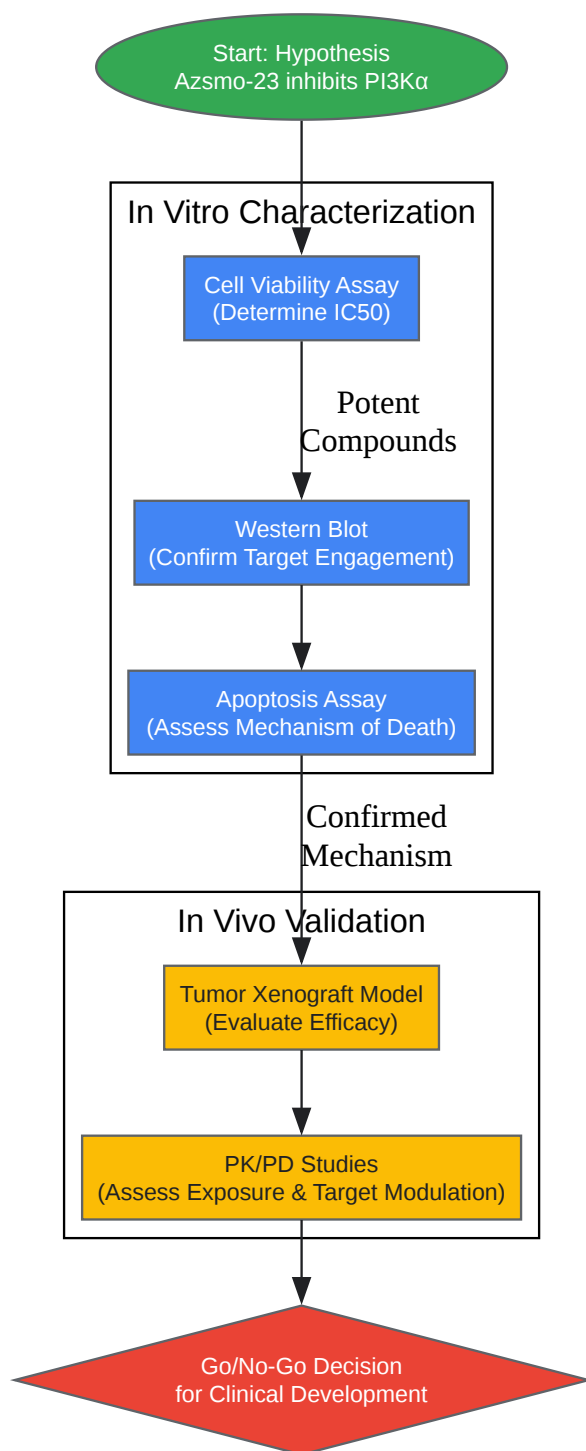 Start: Hypothesis
Azsmo-23 inhibits PI3Kα
In Vitro Characterization
Cell Viability Assay
(Determine IC50)
Potent
Compounds
Western Blot
(Confirm Target Engagement)
Apoptosis Assay
(Assess Mechanism of Death)
Confirmed
Mechanism
In Vivo Validation
Tumor Xenograft Model
(Evaluate Efficacy)
PK/PD Studies
(Assess Exposure & Target Modulation)
Go/No-Go Decision
for Clinical Development